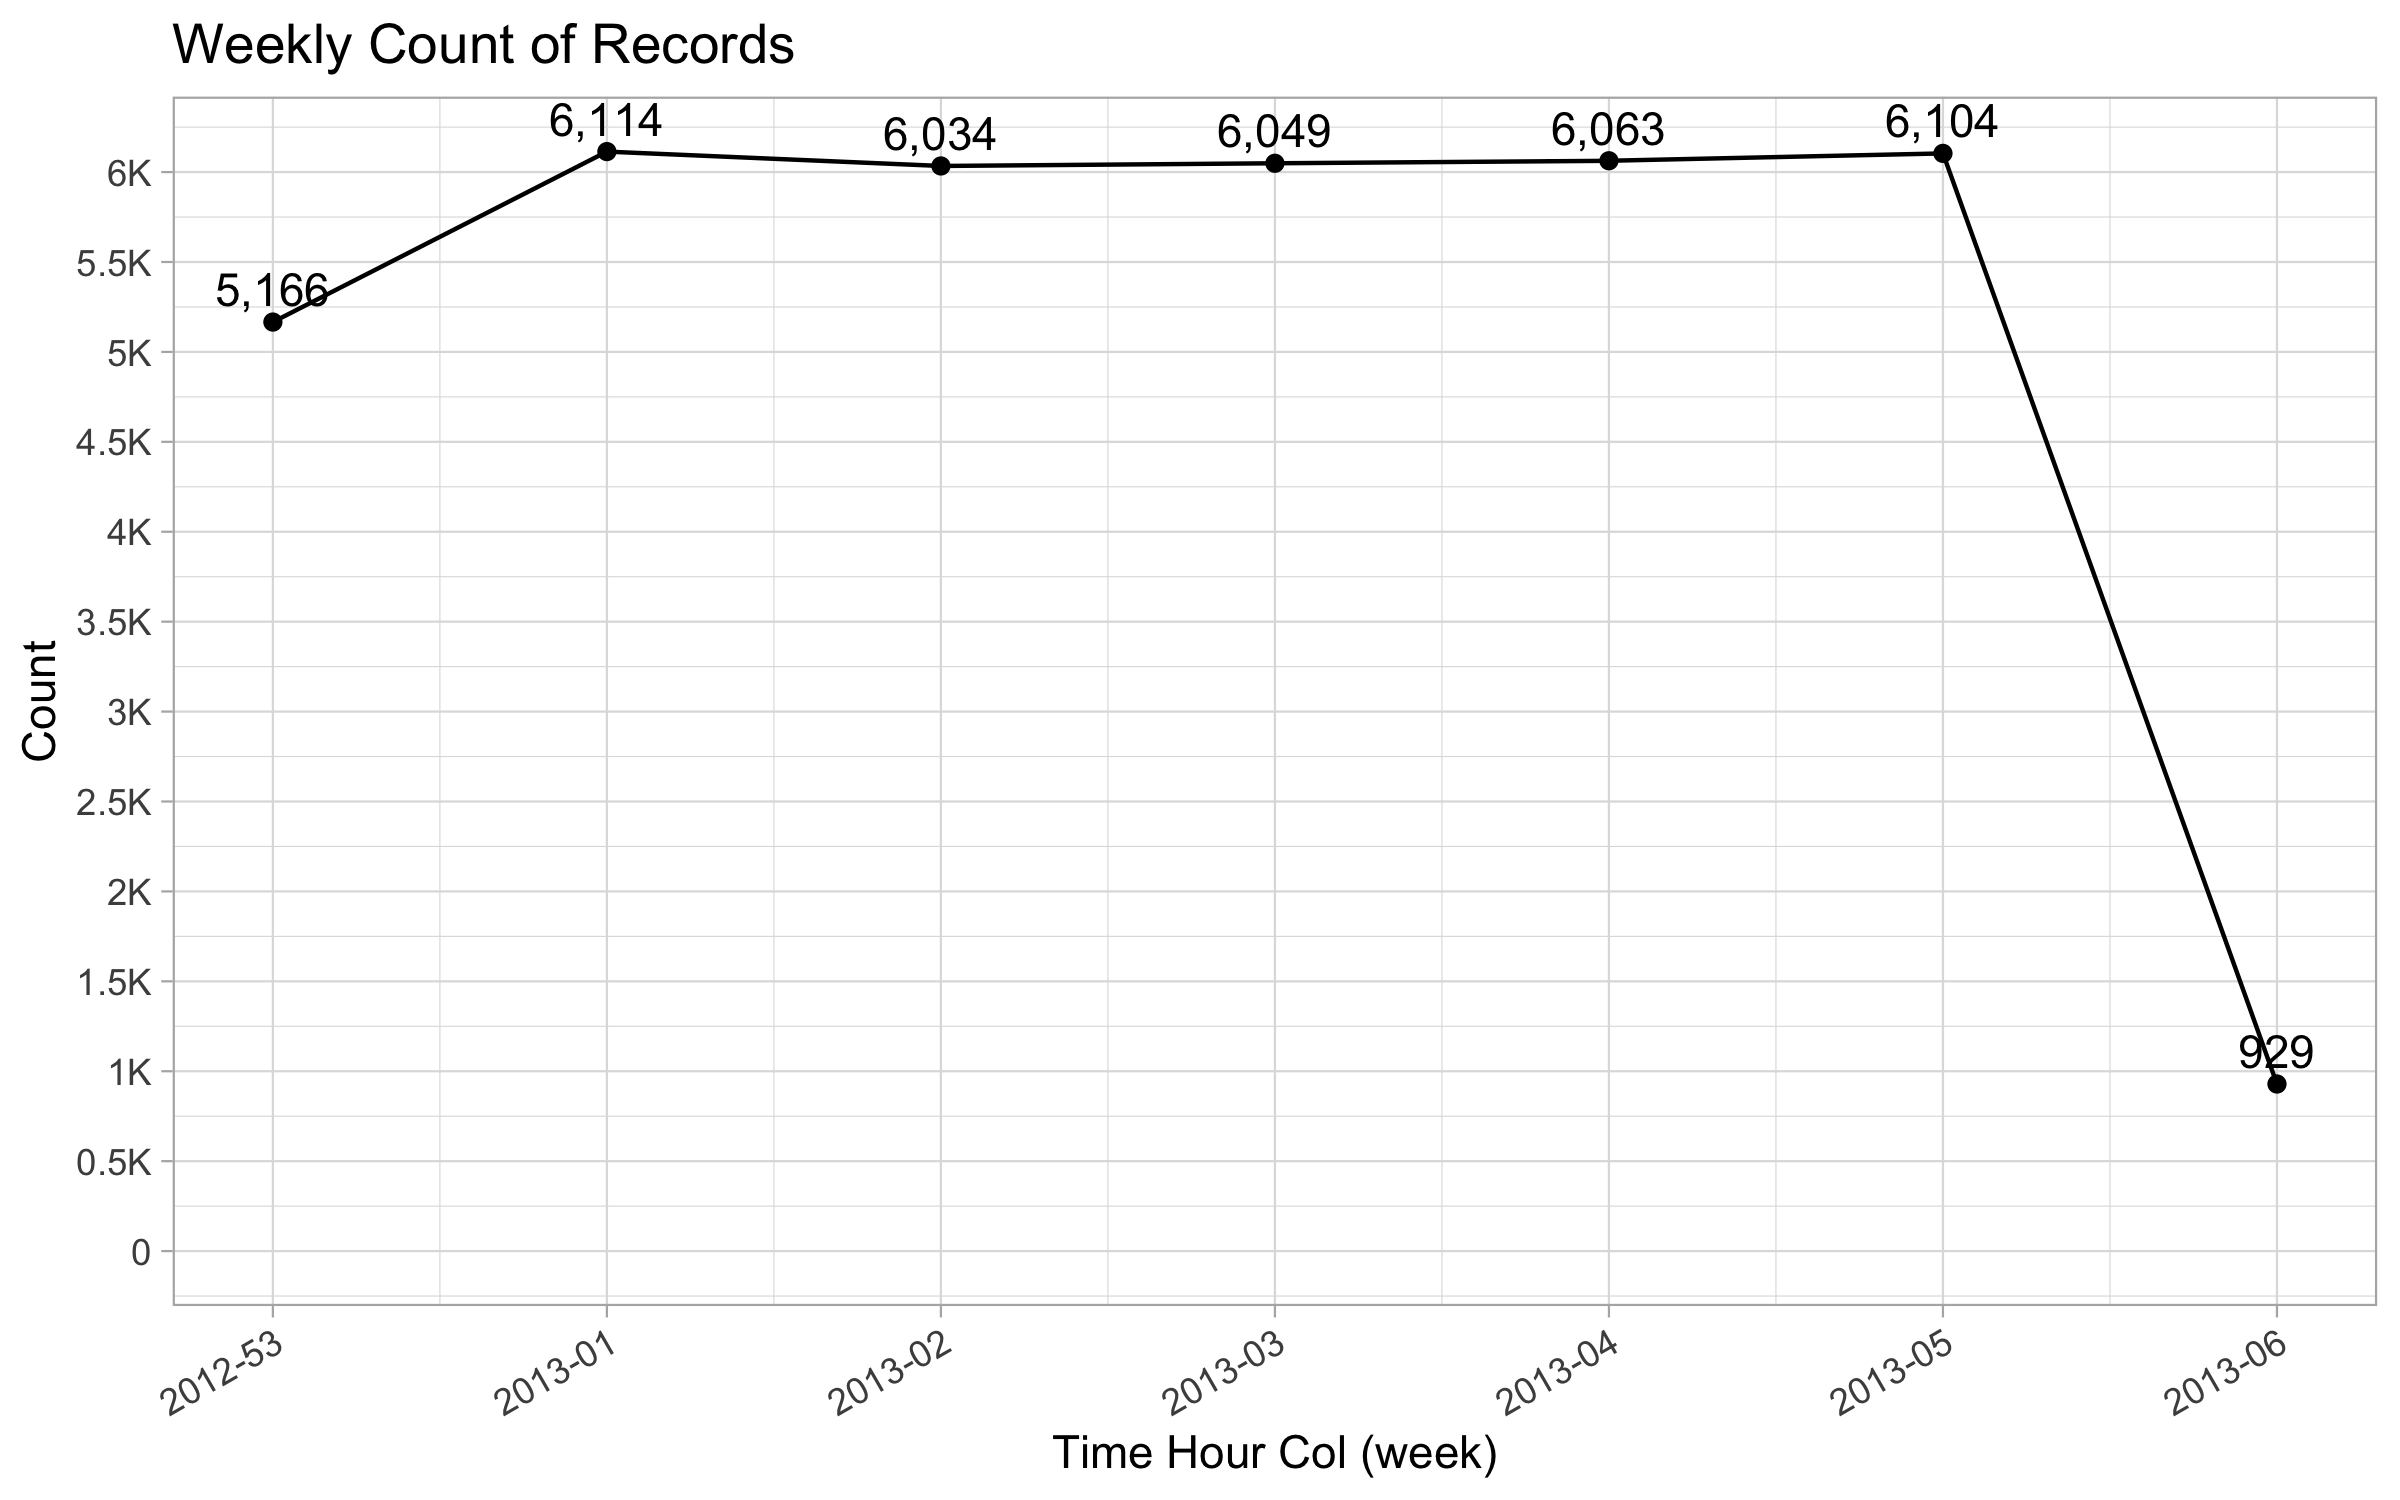 Weekly Count of Records
6,114
6,034
6,049
6,063
6,104
5,166
929
6K
5.5K
5K
4.5K
4K
3.5K
3K
2.5K
2K
1.5K
1K
0.5K
0
Count
2012-53
2013-01
2013-02
2013-03
2013-04
2013-05
2013-06
Time Hour Col (week)